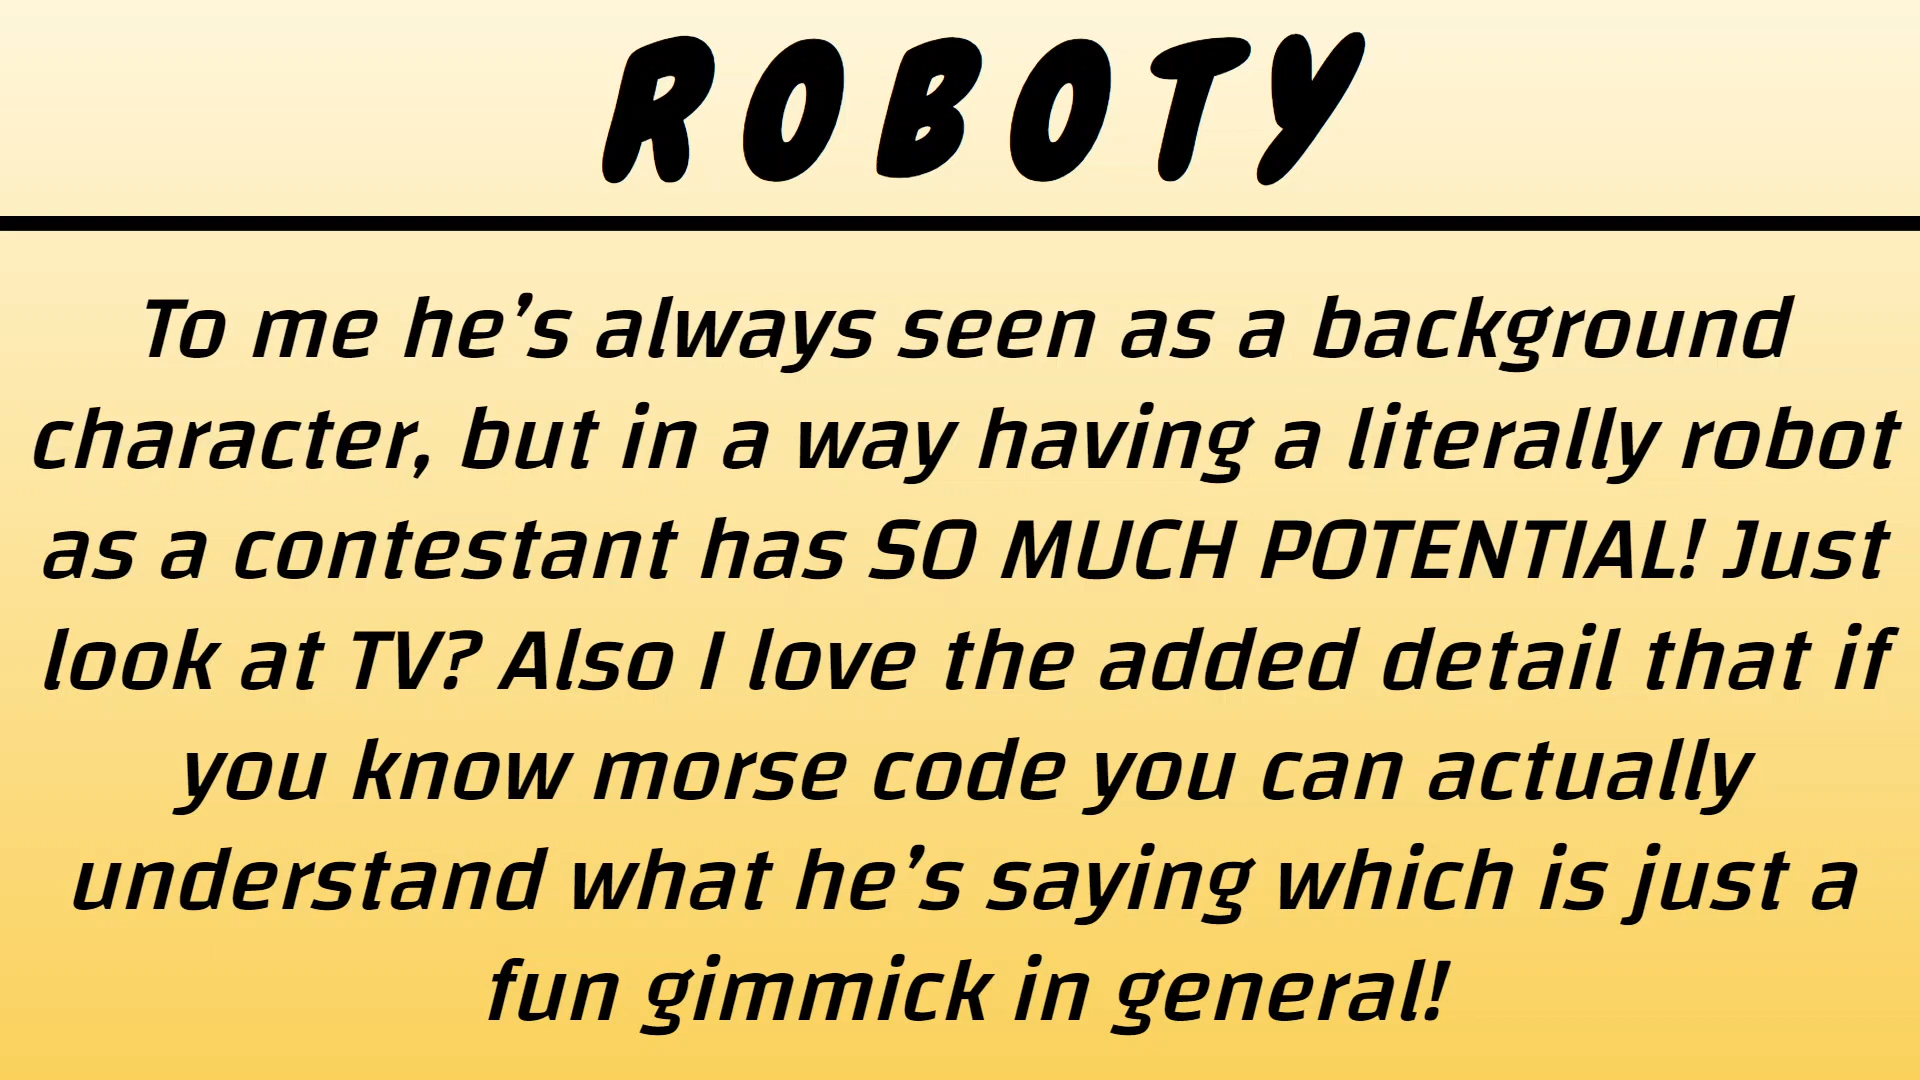 ROBOTY
To me he’s always seen as a background
character, but in a way having a literally robot
as a contestant has SO MUCH POTENTIAL! Just
look at TV? Also I love the added detail that if
you know morse code you can actually
understand what he’s saying which is just a
fun gimmick in general!